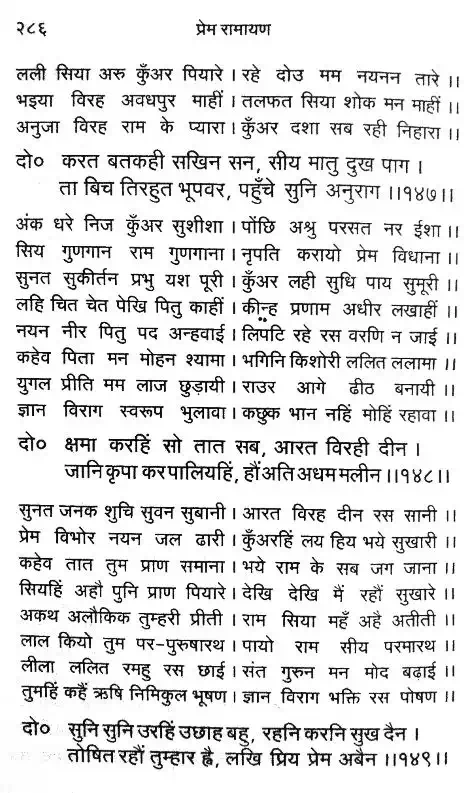 २८६ प्रेम रामायण
लली सिया अरु कुँअर पियारे । रहे दोउ मम नयनन तारे ।।
भइया विरह अवधपुर माहीं । तलफत सिया शोक मन माहीं ।।
अनुजा विरह राम के प्यारा । कुँअर दशा सब रही निहारा ।।
दो० करत बतकही सखिन सन, सीय मातु दुख पाग ।
ता बिच तिरहुत भूपवर, पहुँचे सुनि अनुराग ।।१४७।।
अंक धरे निज कुँअर सुशीशा । पोंछि अश्रु परसत नर ईशा ।।
सिय गुणगान राम गुणगाना । नृपति करायो प्रेम विधाना ।।
सुनत सुकीर्तन प्रभु यश पूरी । कुँअर लही सुधि पाय सुमूरी ।।
लहि चित चेत पेखि पितु काहीं । कीन्ह प्रणाम अधीर लखाहीं ।।
नयन नीर पितु पद अन्हवाई । लिपटि रहे रस वरणि न जाई ।।
कहेव पिता मन मोहन श्यामा । भगिनि किशोरी ललित ललामा ।।
युगल प्रीति मम लाज छुड़ायी । राउर आगे ढीठ बनायी ।।
ज्ञान विराग स्वरूप भुलावा । कछुक भान नहिं मोहिं रहावा ।।
दो० क्षमा करहिं सो तात सब, आरत विरही दीन ।
जानि कृपा कर पालियहिं, हौं अति अधम मलीन ।।१४८।।
सुनत जनक शुचि सुवन सुबानी । आरत विरह दीन रस सानी ।।
प्रेम विभोर नयन जल ढारी । कुँअरहिं लय हिय भये सुखारी ।।
कहेव तात तुम प्राण समाना । भये राम के सब जग जाना ।।
सियहिं अहौ पुनि प्राण पियारे । देखि देखि मैं रहौं सुखारे ।।
अकथ अलौकिक तुम्हरी प्रीती । राम सिया महँ अहै अतीती ।।
लाल कियो तुम पर-पुरुषारथ । पायो राम सीय परमारथ ।।
लीला ललित रमहु रस छाई । संत गुरुन मन मोद बढ़ाई ।।
तुमहिं कहैं ऋषि निमिकुल भूषण । ज्ञान विराग भक्ति रस पोषण ।।
दो० सुनि सुनि उरहिं उछाह बहु, रहनि करनि सुख दैन ।
तोषित रहौं तुम्हार ह्वै, लखि प्रिय प्रेम अबैन ।।१४९।।